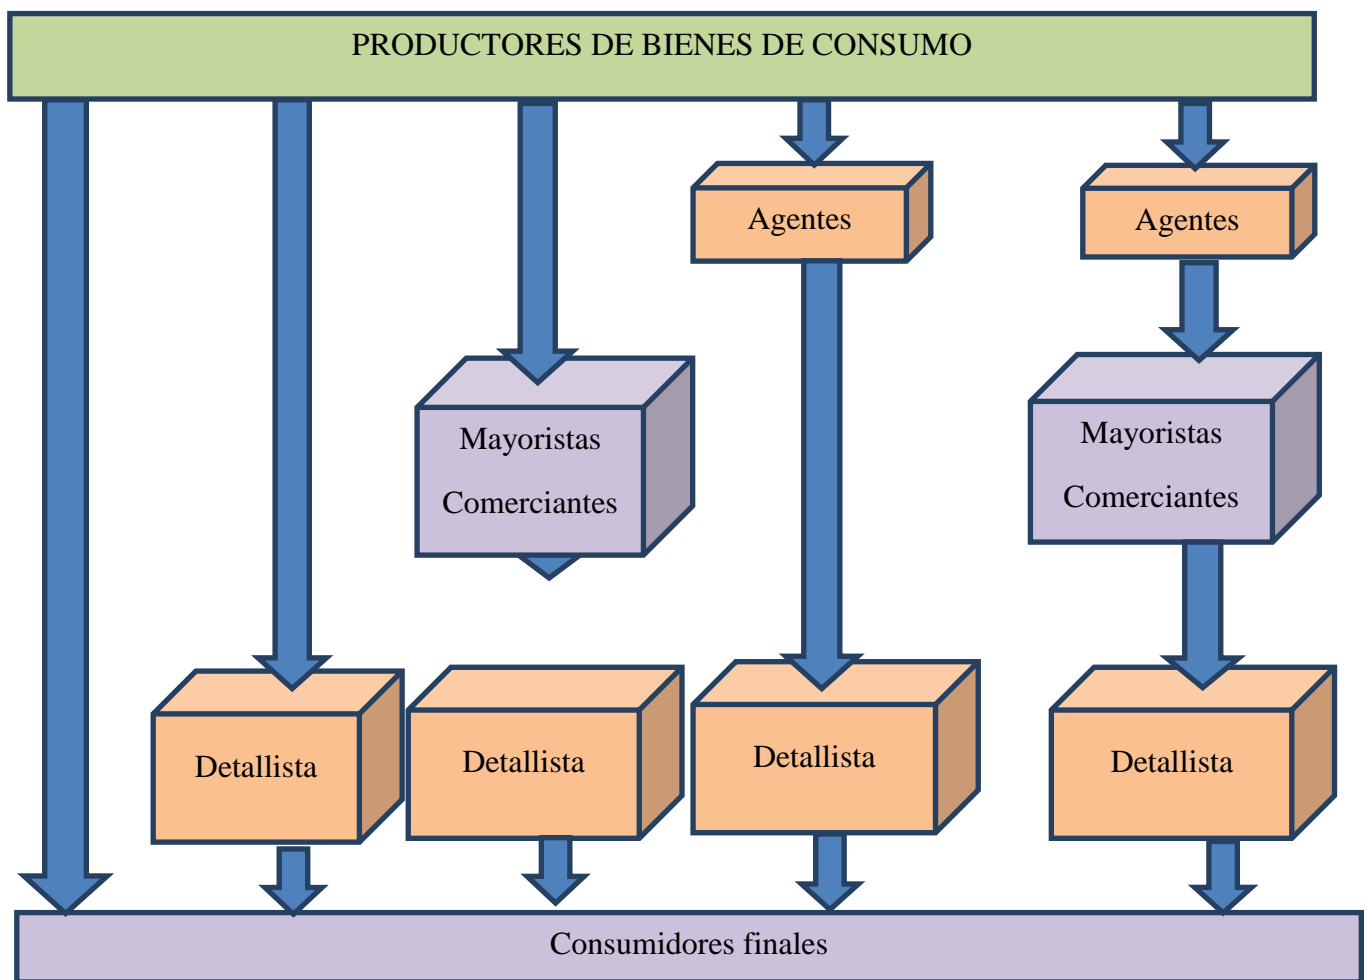 PRODUCTORES DE BIENES DE CONSUMO
Agentes
Agentes
Mayoristas
Comerciantes
Mayoristas
Comerciantes
Detallista
Detallista
Detallista
Detallista
Consumidores finales